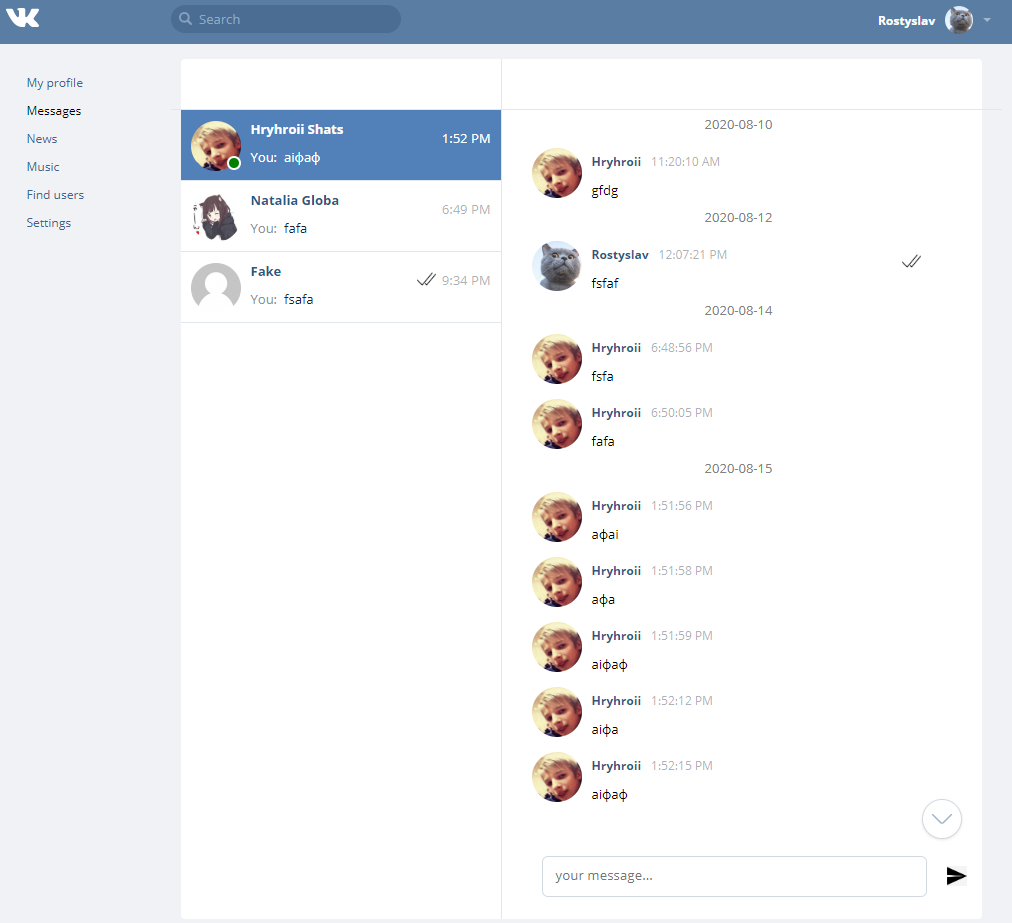 Search
Rostyslav
My profile
Messages
News
Music
Find users
Settings
Hryhroii Shats
1:52 PM
You: аіфаф
Natalia Globa
6:49 PM
You: fafa
Fake
9:34 PM
You: fsafa
2020-08-10
Hryhroii 11:20:10 AM
gfdg
2020-08-12
Rostyslav 12:07:21 PM
fsfaf
2020-08-14
Hryhroii 6:48:56 PM
fsfa
Hryhroii 6:50:05 PM
fafa
2020-08-15
Hryhroii 1:51:56 PM
афаі
Hryhroii 1:51:58 PM
афа
Hryhroii 1:51:59 PM
аіфаф
Hryhroii 1:52:12 PM
аіфа
Hryhroii 1:52:15 PM
аіфаф
your message...